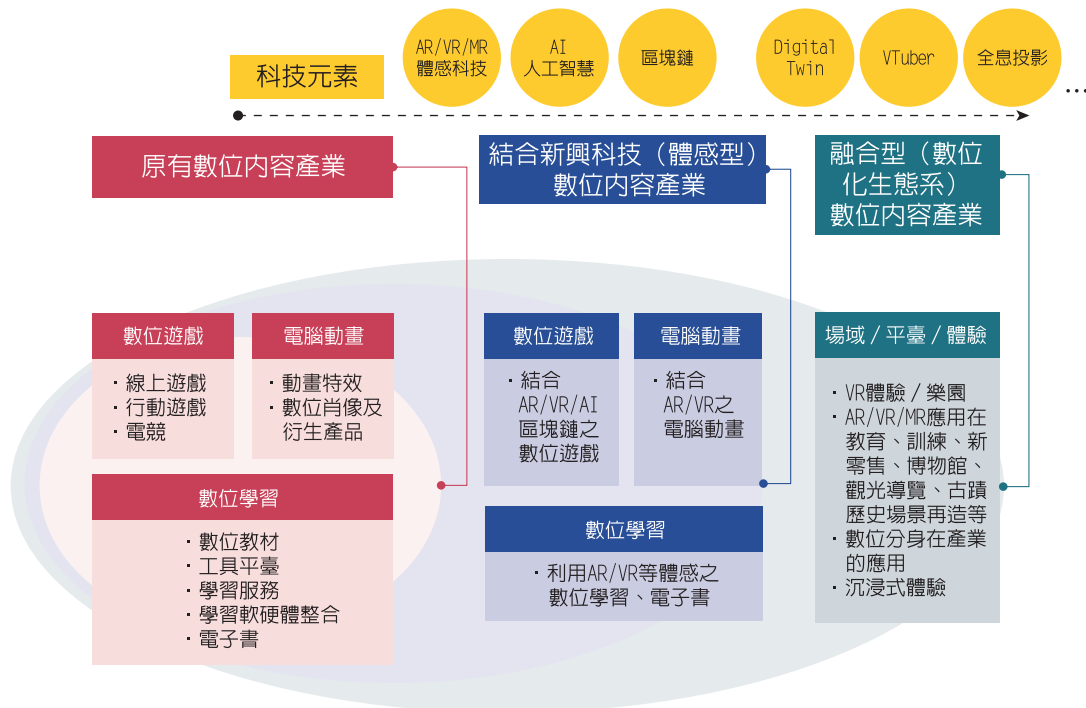 科技元素
AR/VR/MR
體感科技
AI
人工智慧
區塊鏈
Digital
Twin
VTuber
全息投影
...
原有數位內容產業
結合新興科技（體感型）
數位內容產業
融合型（數位
化生態系）
數位內容產業
數位遊戲
・線上遊戲
・行動遊戲
・電競
電腦動畫
・動畫特效
・數位肖像及
衍生產品
數位學習
・數位教材
・工具平臺
・學習服務
・學習軟硬體整合
・電子書
數位遊戲
・結合
AR/VR/AI
區塊鏈之
數位遊戲
電腦動畫
・結合
AR/VR之
電腦動畫
數位學習
・利用AR/VR等體感之
數位學習、電子書
場域/平臺/體驗
・VR體驗/樂園
・AR/VR/MR應用在
教育、訓練、新
零售、博物館、
觀光導覽、古蹟
歷史場景再造等
・數位分身在產業
的應用
・沉浸式體驗